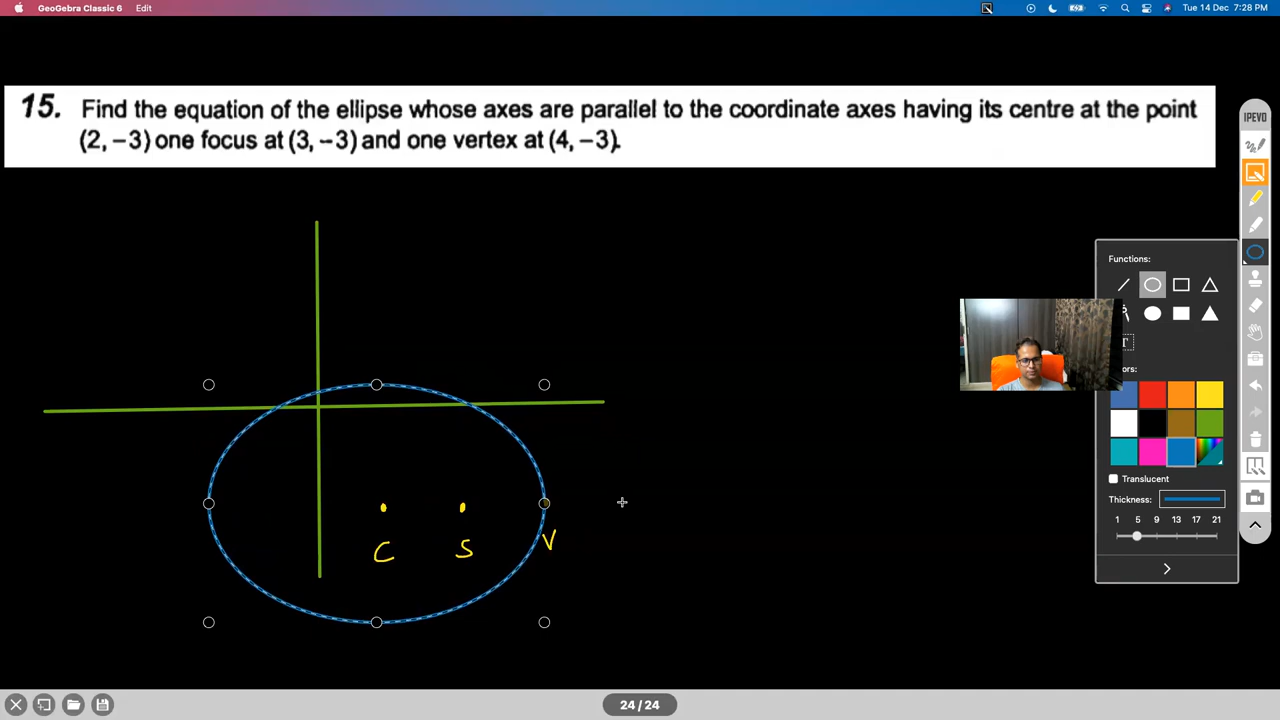 GeoGebra Classic 6 Edit Tue 14 Dec 7:28 PM
15. Find the equation of the ellipse whose axes are parallel to the coordinate axes having its centre at the point
(2, –3) one focus at (3, –3) and one vertex at (4, –3).
IPEVO
Functions:
T
ors:
Translucent
Thickness:
1 5 9 13 17 21
C S V
24 / 24